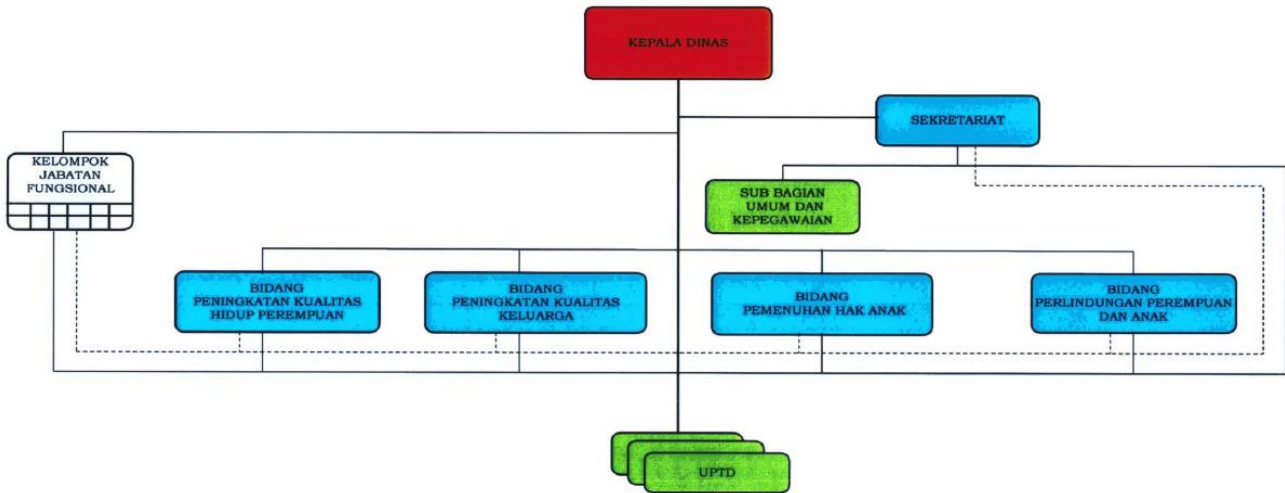 KEPALA DINAS
SEKRETARIAT
KELOMPOK
JABATAN
FUNGSIONAL
SUB BAGIAN
UMUM DAN
KEPEGAWAIAN
BIDANG
PENINGKATAN KUALITAS
HIDUP PEREMPUAN
BIDANG
PENINGKATAN KUALITAS
KELUARGA
BIDANG
PEMENUHAN HAK ANAK
BIDANG
PERLINDUNGAN PEREMPUAN
DAN ANAK
UPTD